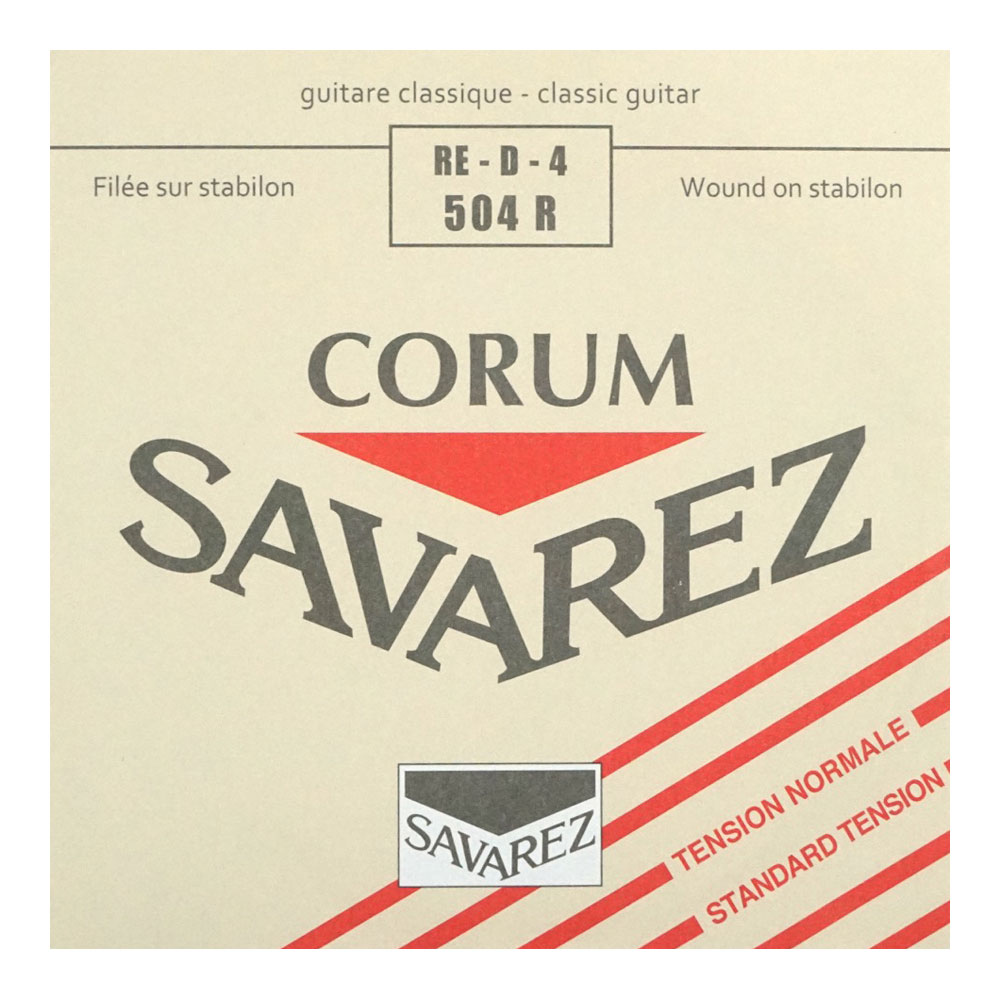 guitare classique - classic guitar
RE - D - 4
Filée sur stabilon
504 R
Wound on stabilon
CORUM
SAVAREZ
TENSION NORMALE
STANDARD TENSION
SAVAREZ